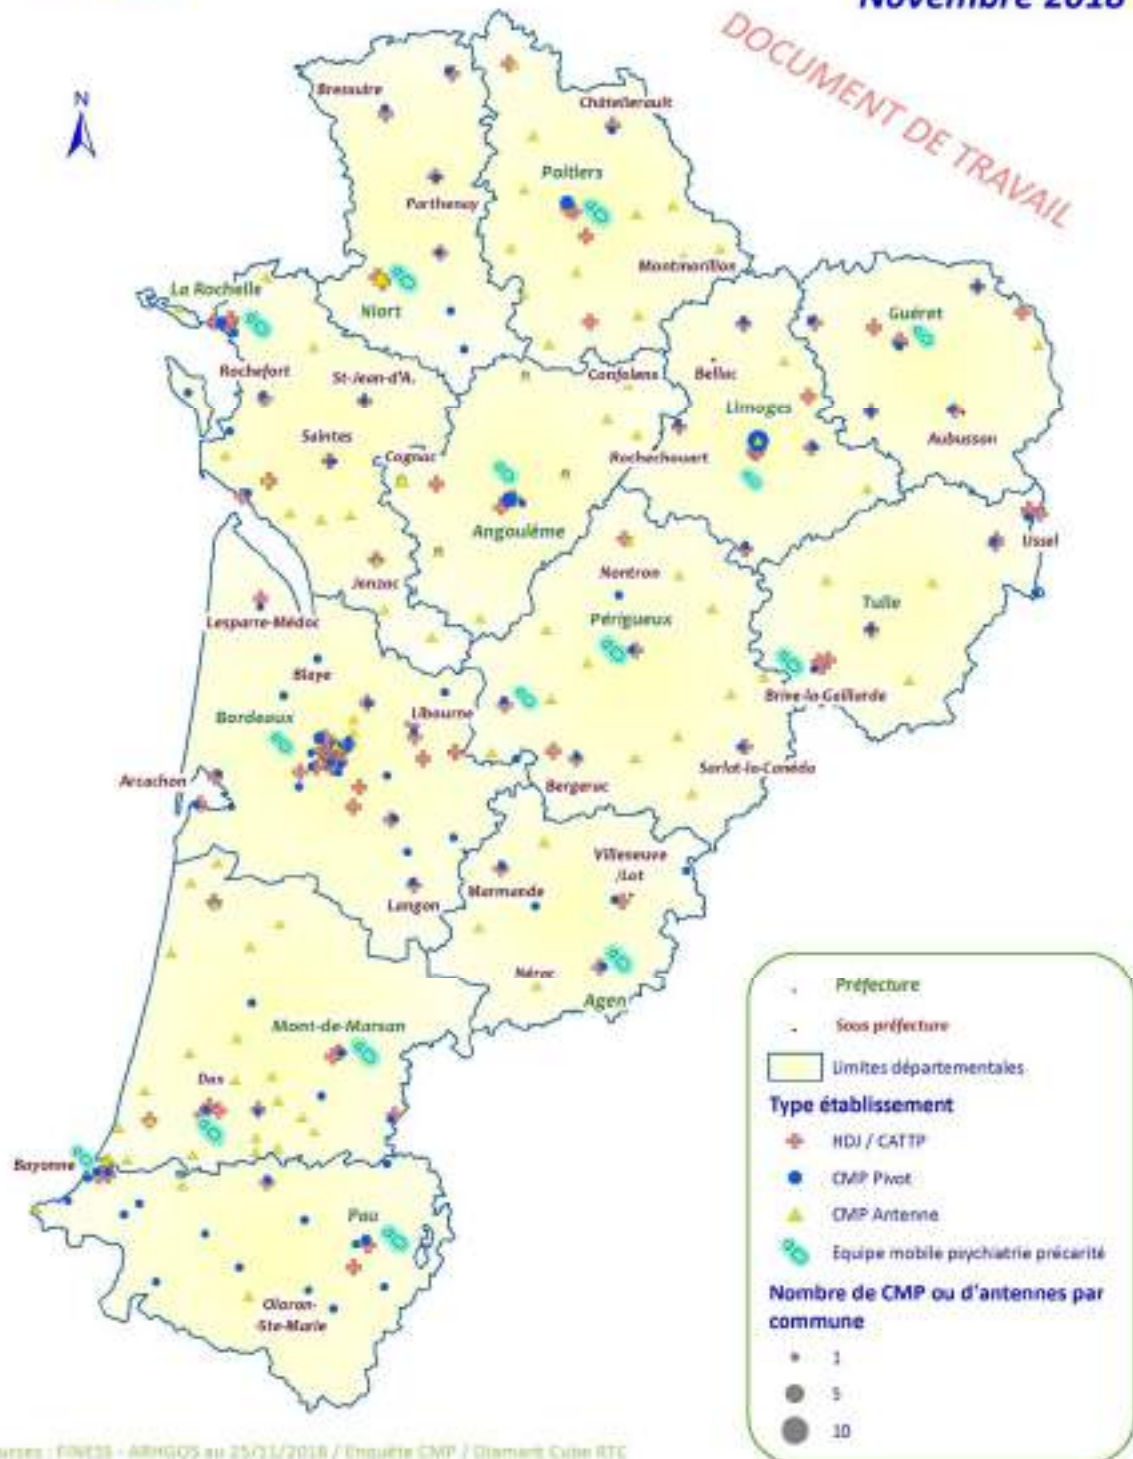 Novembre 2018
DOCUMENT DE TRAVAIL
N
Bressuire
Châtellerault
Poitiers
Parthenay
Montmorillon
La Rochelle
Niort
Guéret
Rochefort
St-Jean-d'A.
Confolens
Bellac
Limoges
Saintes
Cognac
Rochechouart
Aubusson
Angoulême
Ussel
Jonzac
Nontron
Lesparre-Médoc
Périgueux
Tulle
Blaye
Brive-la-Gaillarde
Bordeaux
Libourne
Arcachon
Bergerac
Sarlat-la-Canéda
Villeneuve
/Lot
Marmande
Langon
Nérac
Agen
Mont-de-Marsan
Dax
Bayonne
Pau
Oloron-
-Ste-Marie
Préfecture
Sous préfecture
Limites départementales
Type établissement
HDJ / CATTP
CMP Pivot
CMP Antenne
Equipe mobile psychiatrie précarité
Nombre de CMP ou d'antennes par
commune
1
5
10
: FINESS - ARHGOS au 25/11/2018 / Enquête CMP / Diamant Cube RTC